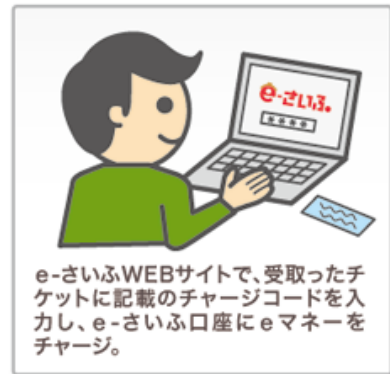 e-さいふ。
****
e-さいふWEBサイトで、受取ったチ
ケットに記載のチャージコードを入
力し、e-さいふ口座にeマネーを
チャージ。